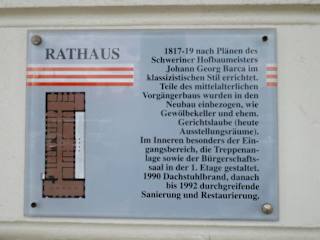 RATHAUS
1817-19 nach Plänen des
Schweriner Hofbaumeisters
Johann Georg Barca im
klassizistischen Stil errichtet.
Teile des mittelalterlichen
Vorgängerbaus wurden in den
Neubau einbezogen, wie
Gewölbekeller und ehem.
Gerichtslaube (heute
Ausstellungsräume).
Im Inneren besonders der Ein-
gangsbereich, die Treppenan-
lage sowie der Bürgerschafts-
saal in der 1. Etage gestaltet.
1990 Dachstuhlbrand, danach
bis 1992 durchgreifende
Sanierung und Restaurierung.